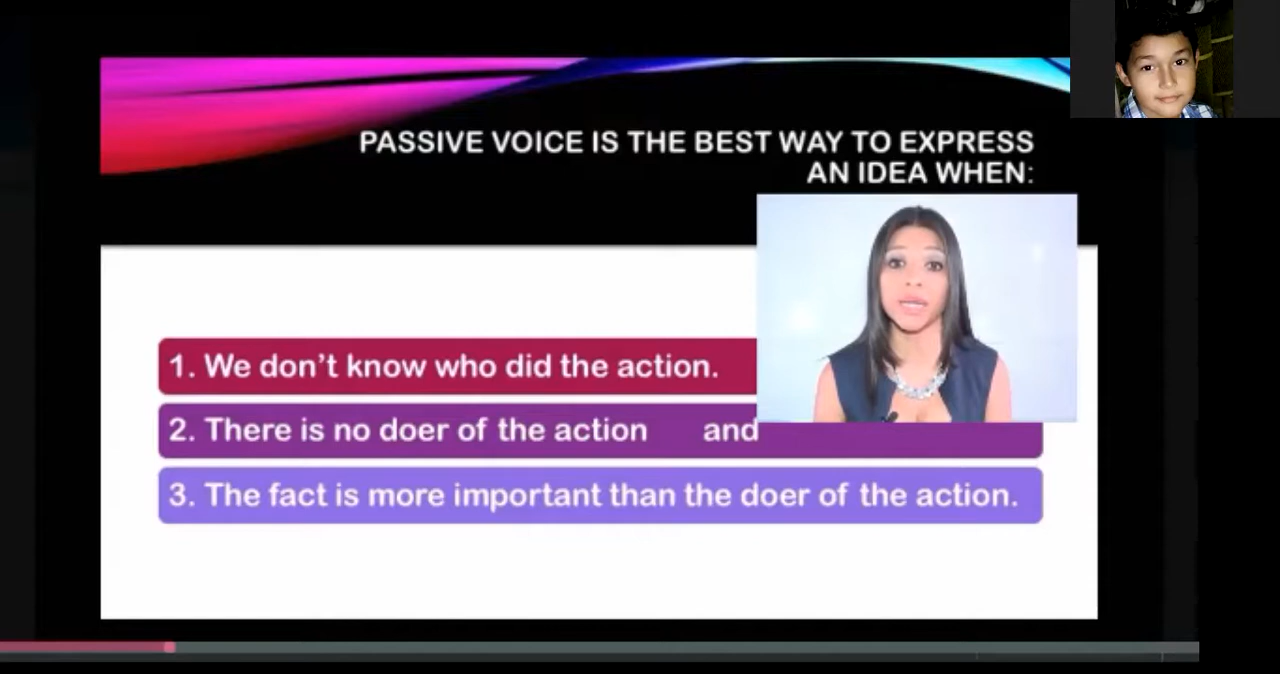 PASSIVE VOICE IS THE BEST WAY TO EXPRESS
AN IDEA WHEN:
1. We don't know who did the action.
2. There is no doer of the action and
3. The fact is more important than the doer of the action.